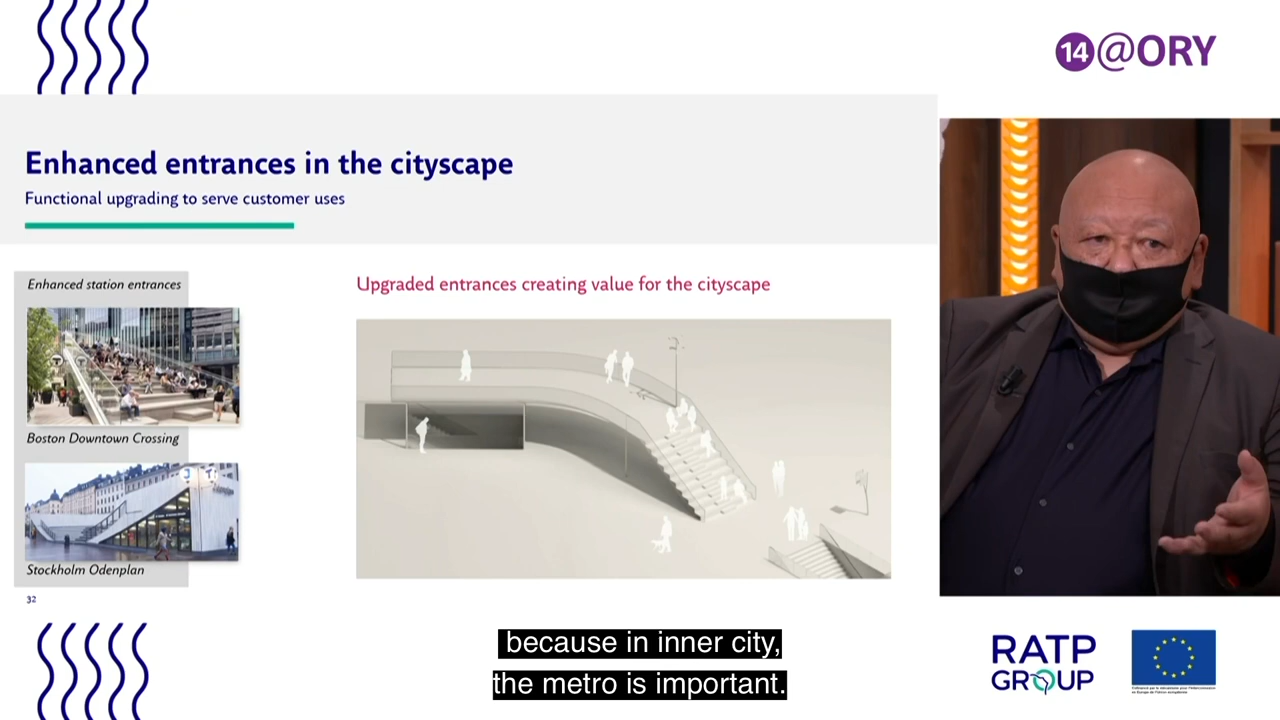 14@ORY
Enhanced entrances in the cityscape
Functional upgrading to serve customer uses
Enhanced station entrances
Boston Downtown Crossing
Stockholm Odenplan
32
Upgraded entrances creating value for the cityscape
because in inner city,
the metro is important.
RATP
GROUP